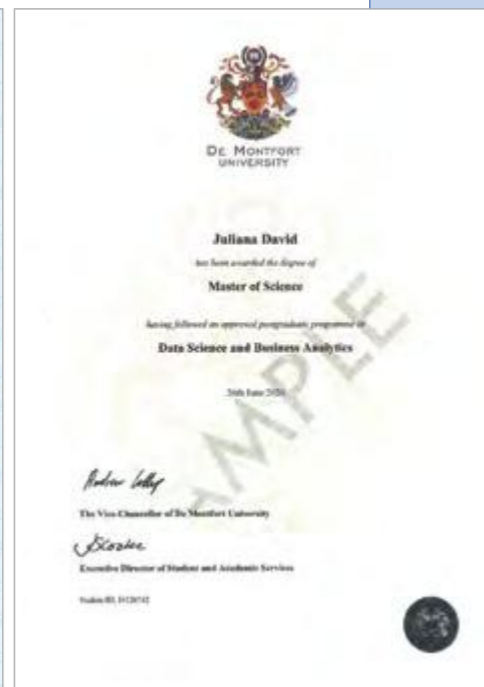 DE MONTFORT
UNIVERSITY
Juliana David
has been awarded the degree of
Master of Science
having followed an approved postgraduate programme in
Data Science and Business Analytics
SAMPLE
The Vice-Chancellor of De Montfort University
Executive Director of Student and Academic Services